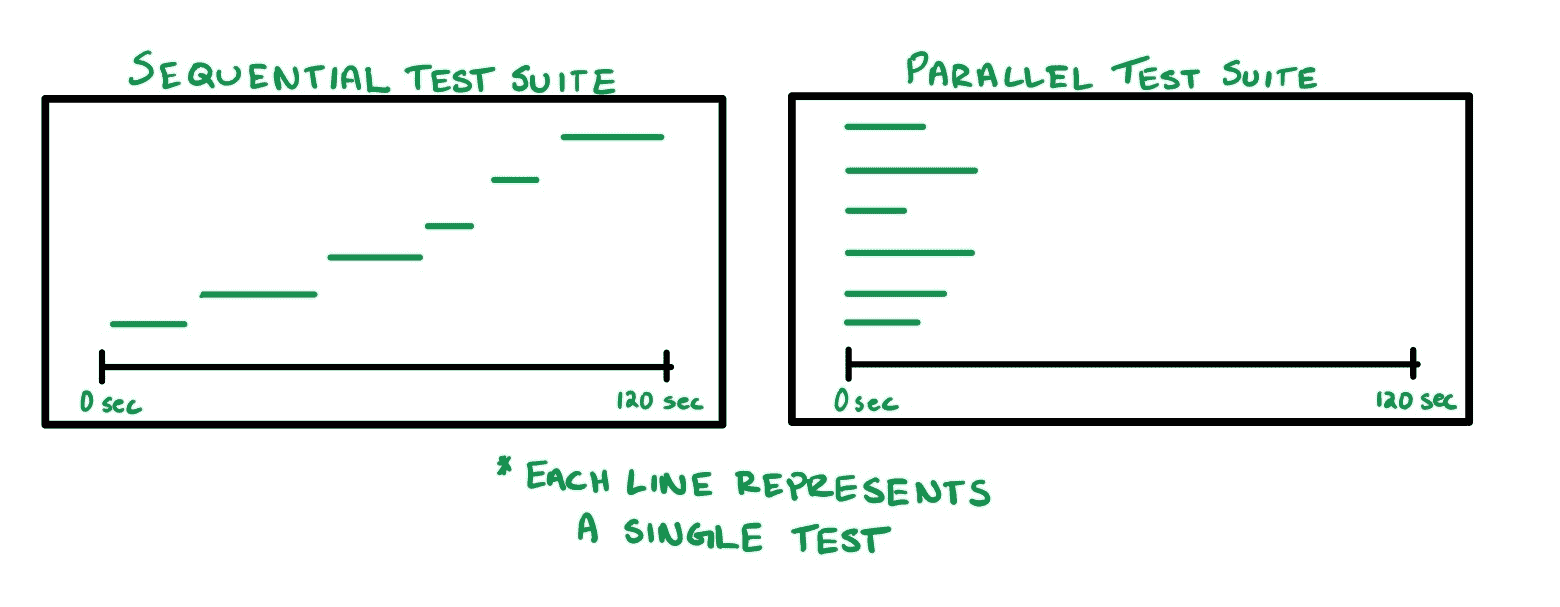 SEQUENTIAL TEST SUITE
PARALLEL TEST SUITE
0 sec
120 sec
0 sec
120 sec
* EACH LINE REPRESENTS
A SINGLE TEST